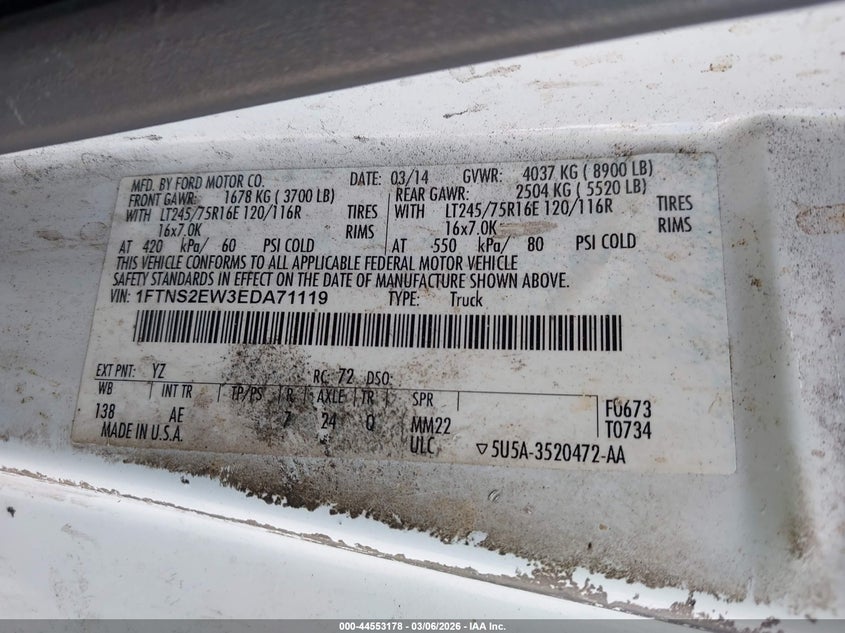 MFD. BY FORD MOTOR CO. DATE: 03/14 GVWR: 4037 KG ( 8900 LB)
FRONT GAWR: 1678 KG ( 3700 LB) REAR GAWR: 2504 KG ( 5520 LB)
WITH LT245/75R16E 120/116R TIRES WITH LT245/75R16E 120/116R TIRES
16x7.0K RIMS 16x7.0K RIMS
AT 420 kPa/ 60 PSI COLD AT 550 kPa/ 80 PSI COLD
THIS VEHICLE CONFORMS TO ALL APPLICABLE FEDERAL MOTOR VEHICLE
SAFETY STANDARDS IN EFFECT ON THE DATE OF MANUFACTURE SHOWN ABOVE.
VIN: 1FTNS2EW3EDA71119 TYPE: Truck
EXT PNT: YZ RC: 72 DSO:
WB INT TR TP/PS R AXLE TR SPR
138 AE 7 24 Q MM22 F0673
MADE IN U.S.A. ULC T0734
5U5A-3520472-AA
000-44553178 - 03/06/2026 - IAA Inc.